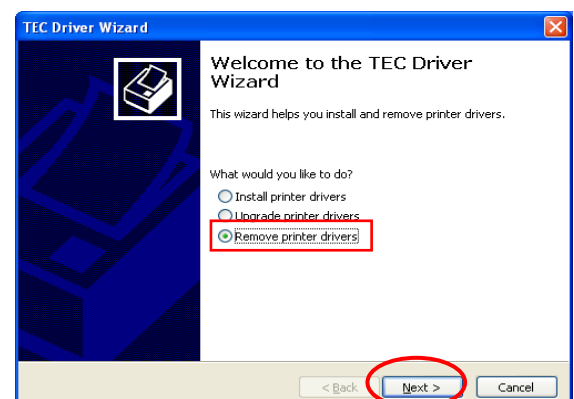 TEC Driver Wizard
Welcome to the TEC Driver
Wizard
This wizard helps you install and remove printer drivers.
What would you like to do?
Install printer drivers
Upgrade printer drivers
Remove printer drivers
< Back
Next >
Cancel